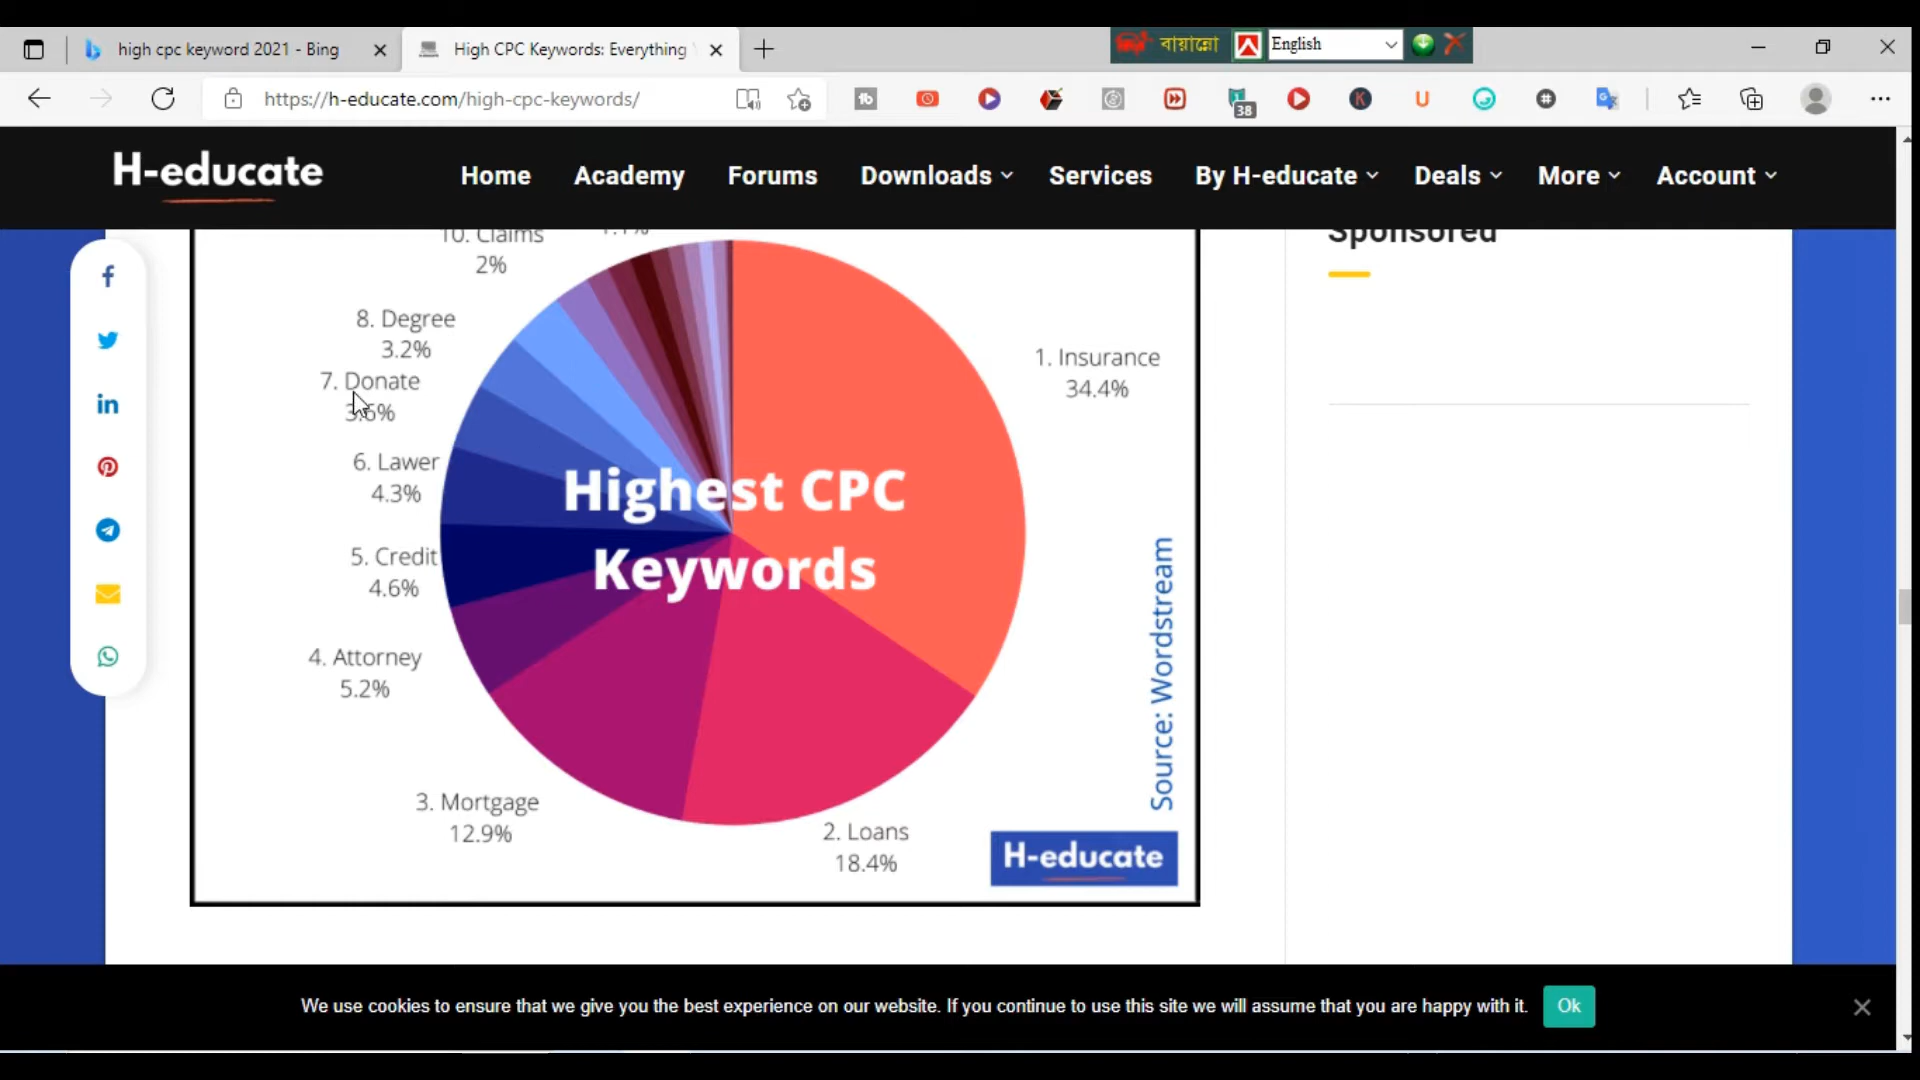 high cpc keyword 2021 - Bing
High CPC Keywords: Everything
বায়ান্নো
English
https://h-educate.com/high-cpc-keywords/
38
H-educate
Home
Academy
Forums
Downloads
Services
By H-educate
Deals
More
Account
Sponsored
10. Claims
2%
8. Degree
3.2%
7. Donate
3.6%
6. Lawer
4.3%
5. Credit
4.6%
4. Attorney
5.2%
3. Mortgage
12.9%
2. Loans
18.4%
1. Insurance
34.4%
Highest CPC
Keywords
Source: Wordstream
H-educate
We use cookies to ensure that we give you the best experience on our website. If you continue to use this site we will assume that you are happy with it.
Ok